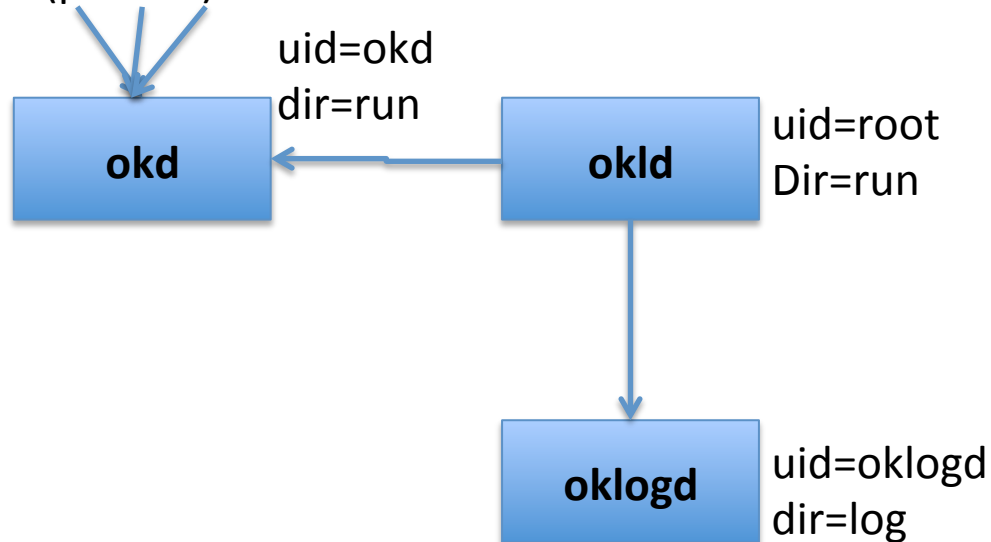 uid=okd
dir=run
okd
okld
uid=root
Dir=run
oklogd
uid=oklogd
dir=log